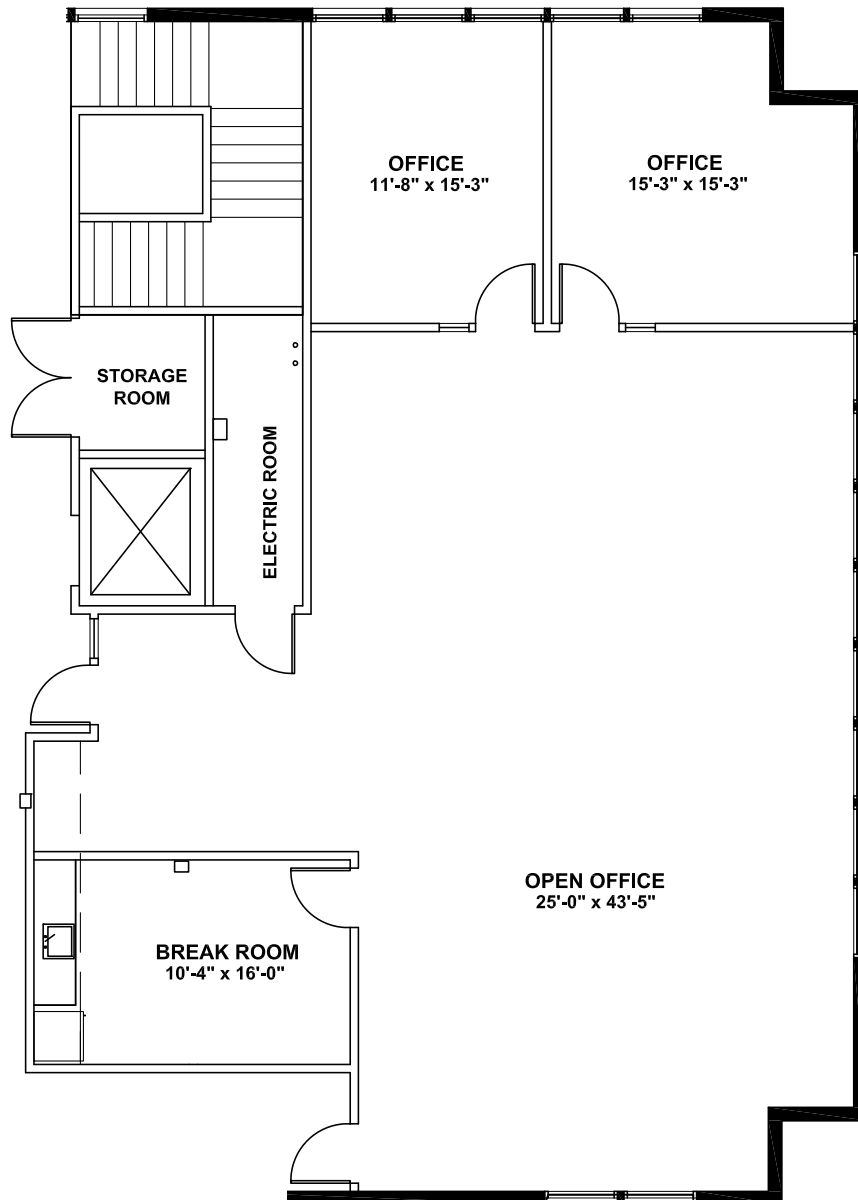 OFFICE
11'-8" x 15'-3"
OFFICE
15'-3" x 15'-3"
STORAGE
ROOM
ELECTRIC ROOM
OPEN OFFICE
25'-0" x 43'-5"
BREAK ROOM
10'-4" x 16'-0"